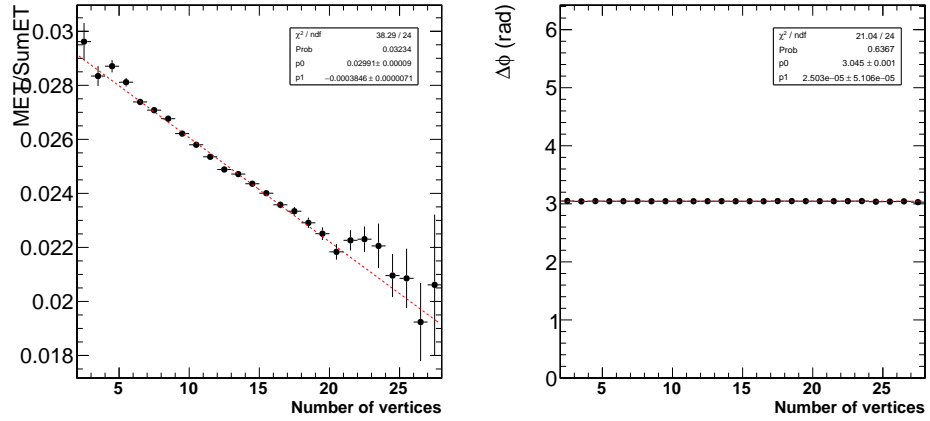 MET/SumET
0.03
0.028
0.026
0.024
0.022
0.02
0.018
χ² / ndf 38.29 / 24
Prob 0.03234
p0 0.02991 ± 0.00009
p1 −0.0003846 ± 0.0000071
5 10 15 20 25
Number of vertices
Δϕ (rad)
6
5
4
3
2
1
0
χ² / ndf 21.04 / 24
Prob 0.6367
p0 3.045 ± 0.001
p1 2.503e−05 ± 5.106e−05
5 10 15 20 25
Number of vertices